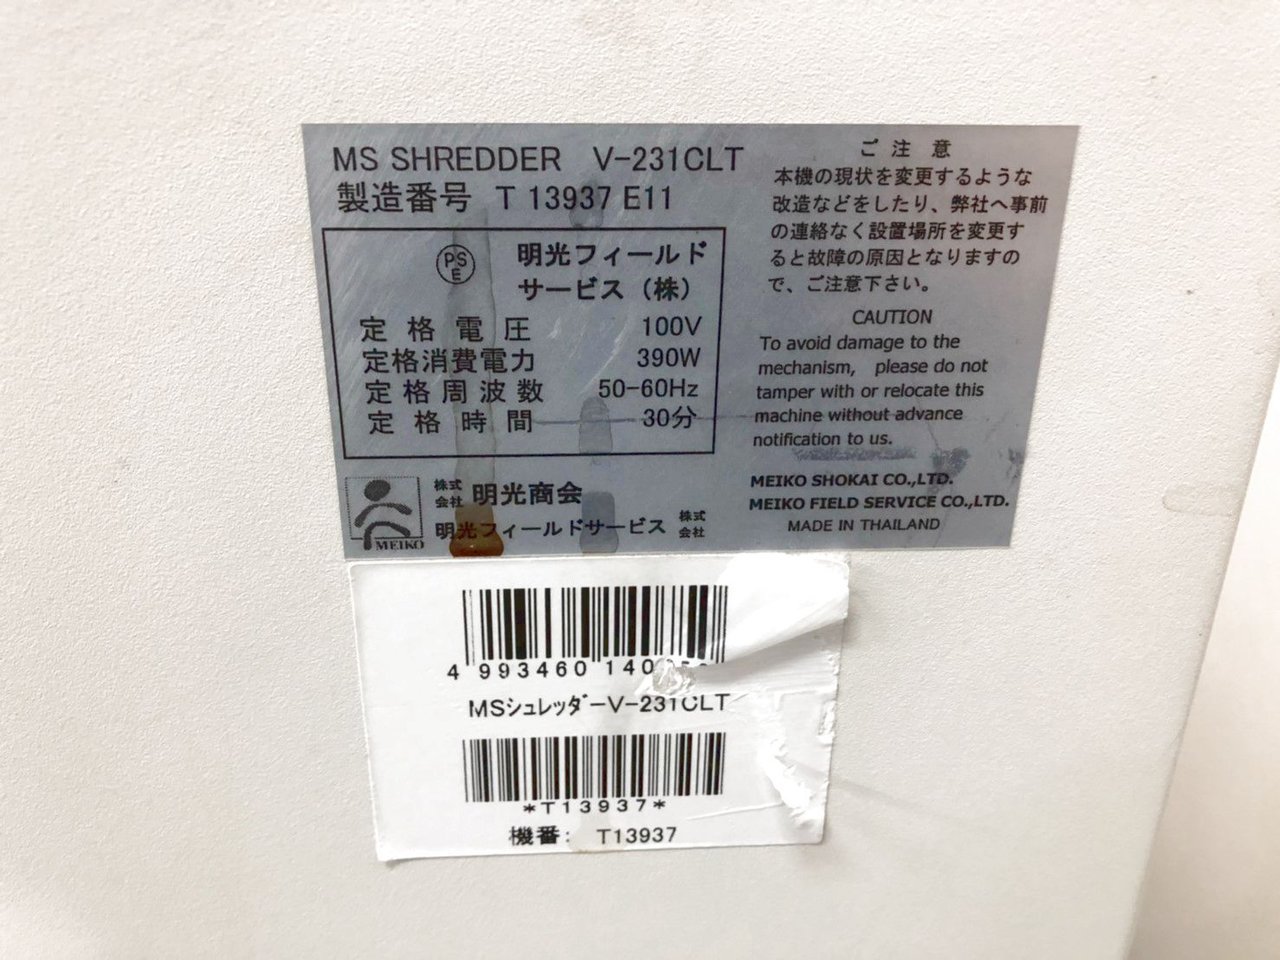 MS SHREDDER V-231CLT
製造番号 T 13937 E11
PSE
明光フィールド
サービス(株)
定格電圧 100V
定格消費電力 390W
定格周波数 50-60Hz
定格時間 30分
MEIKO
株式会社 明光商会
明光フィールドサービス 株式会社
ご注意
本機の現状を変更するような
改造などをしたり、弊社へ事前
の連絡なく設置場所を変更す
ると故障の原因となりますの
で、ご注意下さい。
CAUTION
To avoid damage to the
mechanism, please do not
tamper with or relocate this
machine without advance
notification to us.
MEIKO SHOKAI CO.,LTD.
MEIKO FIELD SERVICE CO.,LTD.
MADE IN THAILAND
4 993460 140
MSシュレッダーV-231CLT
*T13937*
機番: T13937